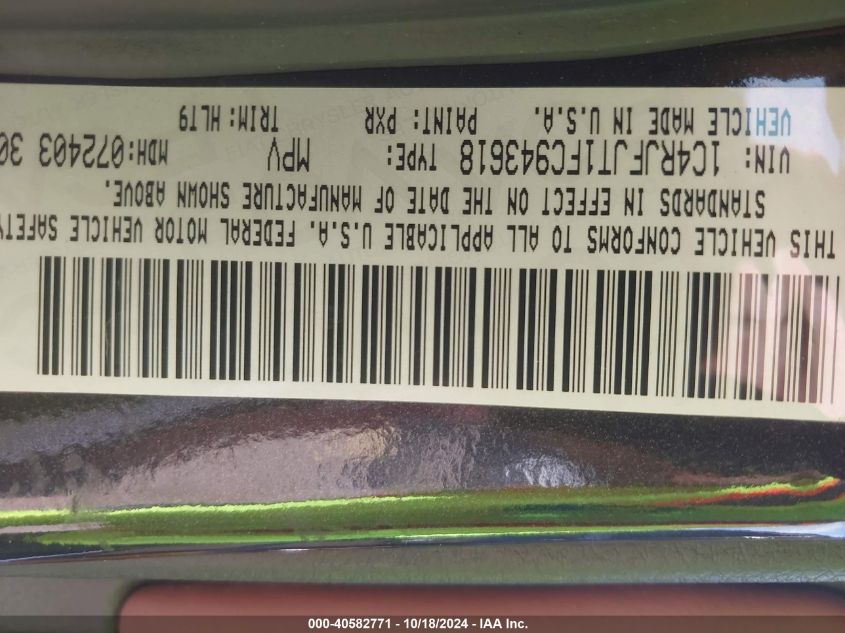 THIS VEHICLE CONFORMS TO ALL APPLICABLE U.S.A. FEDERAL MOTOR VEHICLE SAFETY
STANDARDS IN EFFECT ON THE DATE OF MANUFACTURE SHOWN ABOVE.
VIN: 1C4RJFJT1FC943618 TYPE: MPV MDH:072403 30
VEHICLE MADE IN U.S.A. PAINT: PXR TRIM: HLT9
000-40582771 - 10/18/2024 - IAA Inc.